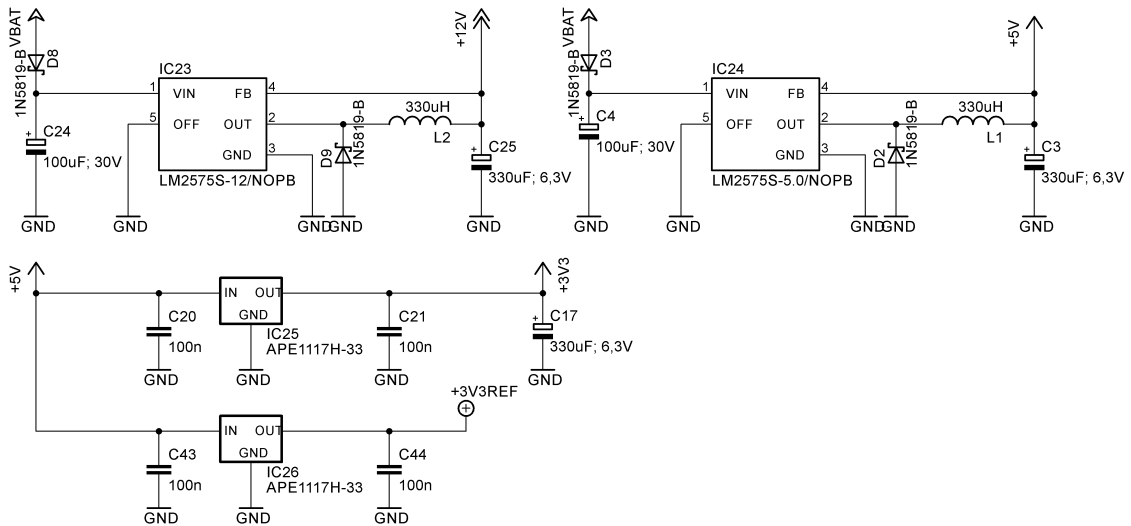 VBAT
1N5819-B
D8
IC23
1
VIN
FB
4
5
OFF
OUT
2
GND
3
LM2575S-12/NOPB
C24
+
100uF; 30V
GND
GND
GND
GND
D9
1N5819-B
330uH
L2
+12V
+
C25
330uF; 6,3V
GND
VBAT
1N5819-B
D3
IC24
1
VIN
FB
4
5
OFF
OUT
2
GND
3
LM2575S-5.0/NOPB
+
C4
100uF; 30V
GND
GND
GND
GND
D2
1N5819-B
330uH
L1
+5V
+
C3
330uF; 6,3V
GND
+5V
C20
100n
GND
IN
OUT
GND
IC25
APE1117H-33
GND
C21
100n
GND
+3V3
+
C17
330uF; 6,3V
GND
+3V3REF
C43
100n
GND
IN
OUT
GND
IC26
APE1117H-33
GND
C44
100n
GND